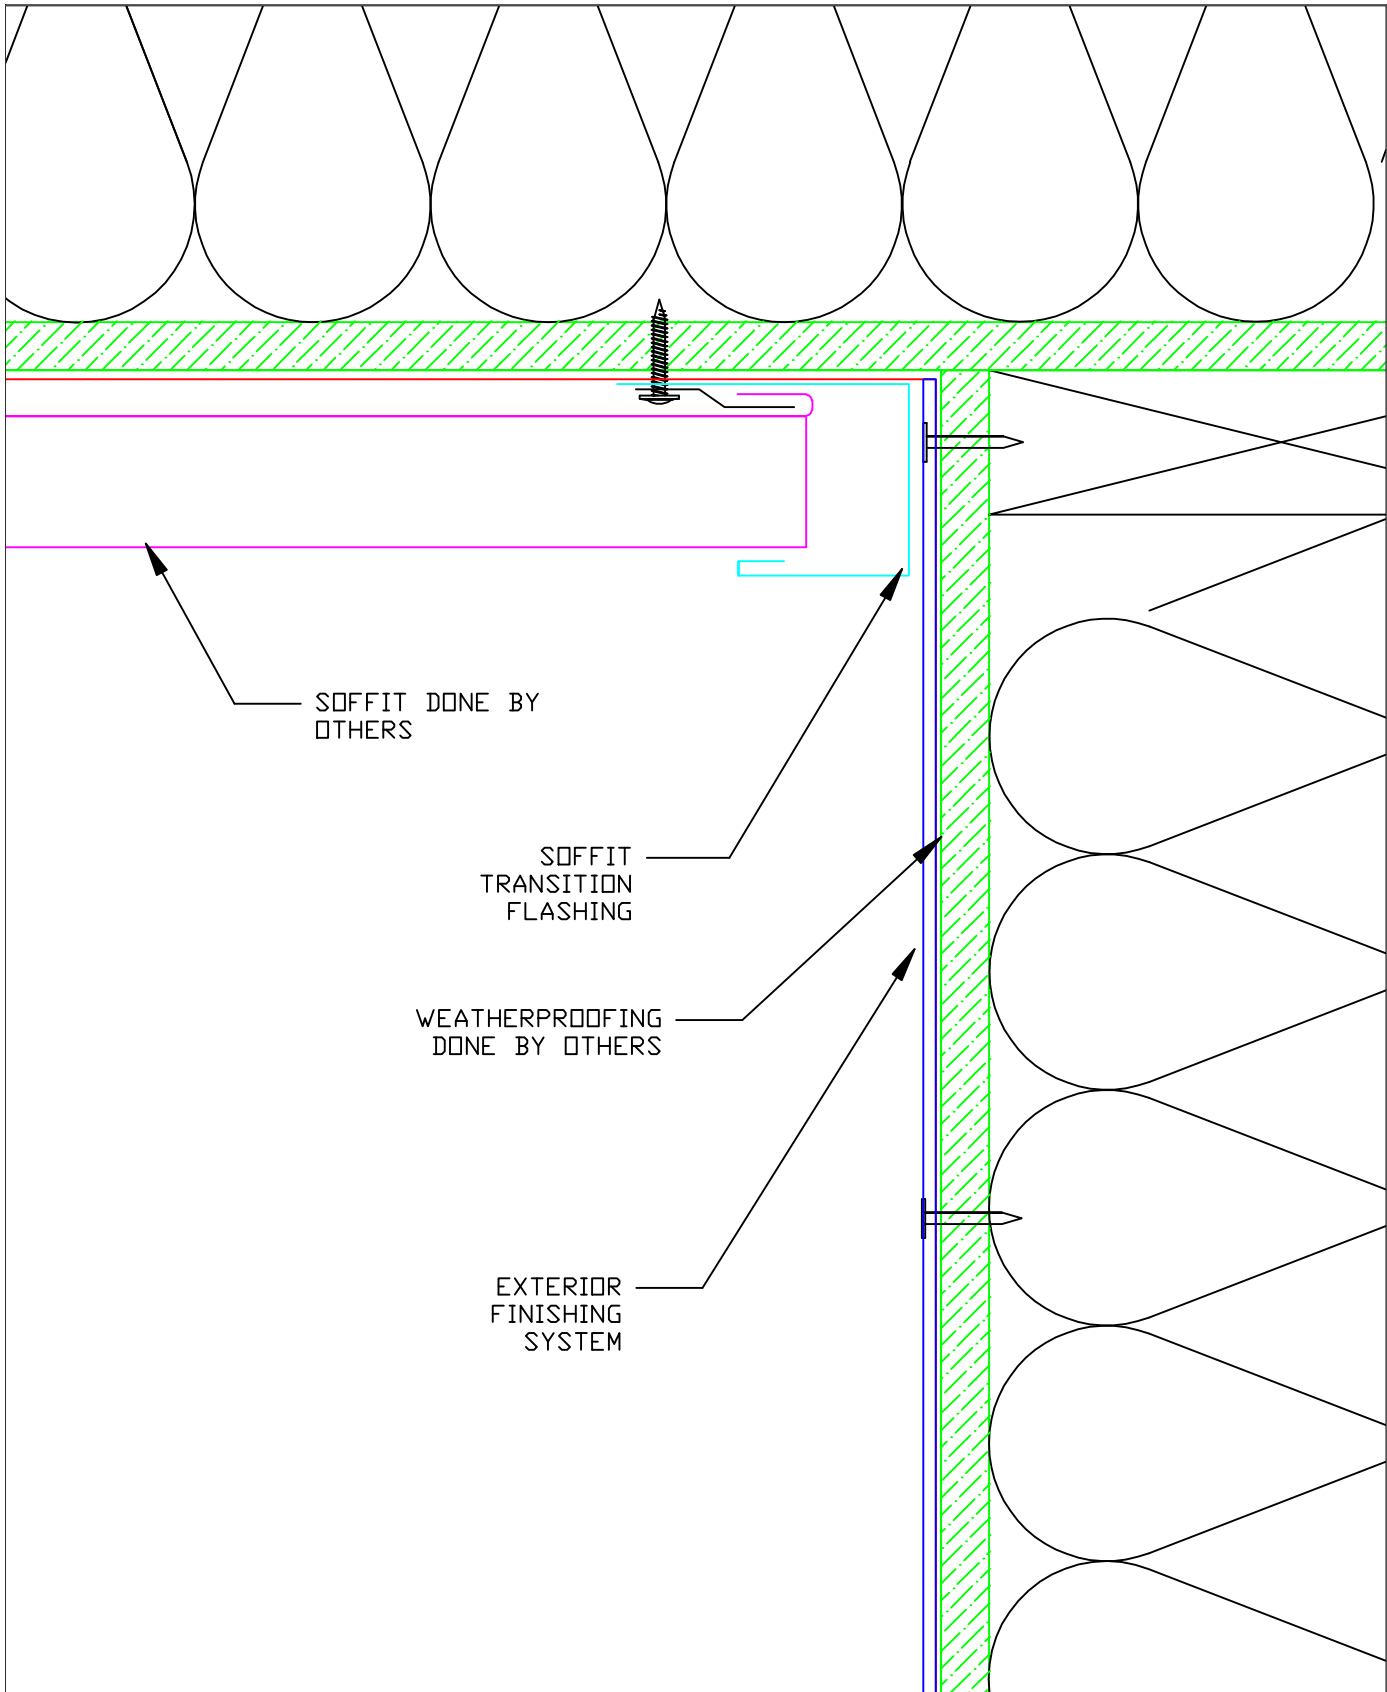 SOFFIT DONE BY
OTHERS
SOFFIT
TRANSITION
FLASHING
WEATHERPROOFING
DONE BY OTHERS
EXTERIOR
FINISHING
SYSTEM